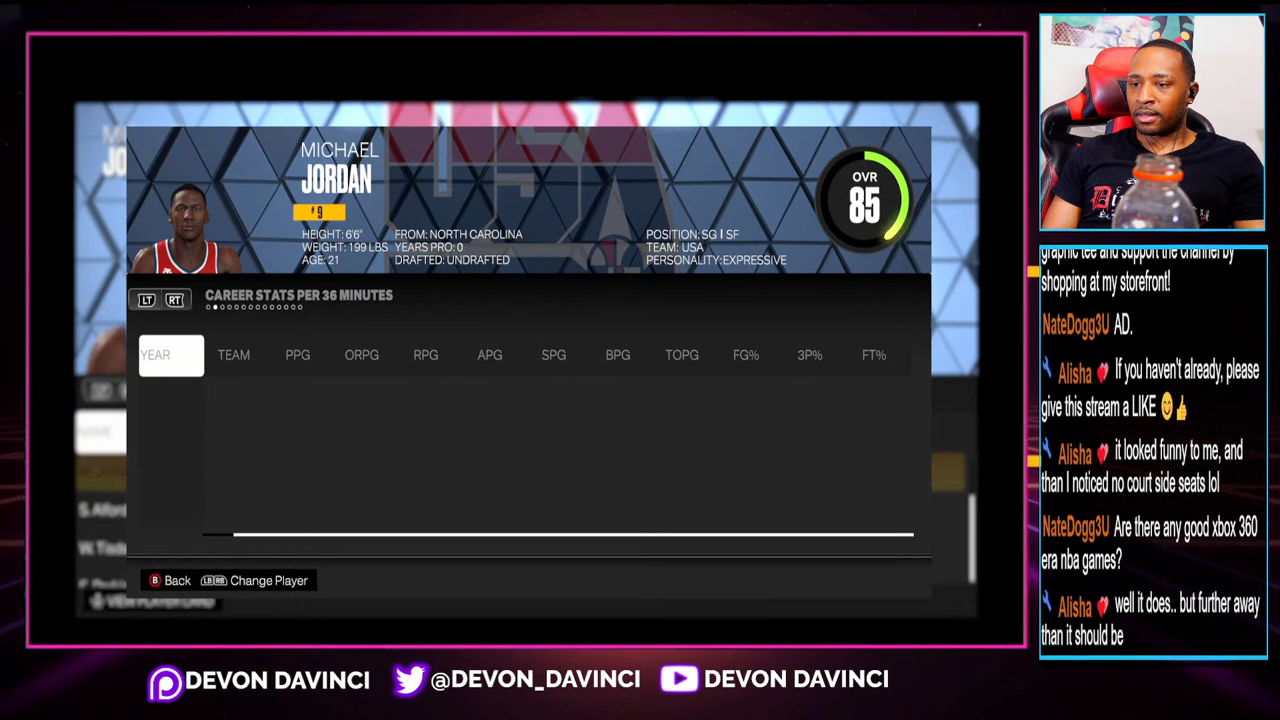 MICHAEL
JORDAN
#9
HEIGHT: 6'6"
WEIGHT: 199 LBS
AGE: 21
FROM: NORTH CAROLINA
YEARS PRO: 0
DRAFTED: UNDRAFTED
POSITION: SG | SF
TEAM: USA
PERSONALITY: EXPRESSIVE
OVR
85
USA
LT RT CAREER STATS PER 36 MINUTES
YEAR TEAM PPG ORPG RPG APG SPG BPG TOPG FG% 3P% FT%
S. Alford
B Back LB RB Change Player
VIEW PLAYER CARD
graphic tee and support the channel by
shopping at my storefront!
NateDogg3U AD.
Alisha If you haven't already, please
give this stream a LIKE 😊👍
Alisha it looked funny to me, and
than I noticed no court side seats lol
NateDogg3U Are there any good xbox 360
era nba games?
Alisha well it does.. but further away
than it should be
DEVON DAVINCI @DEVON_DAVINCI DEVON DAVINCI